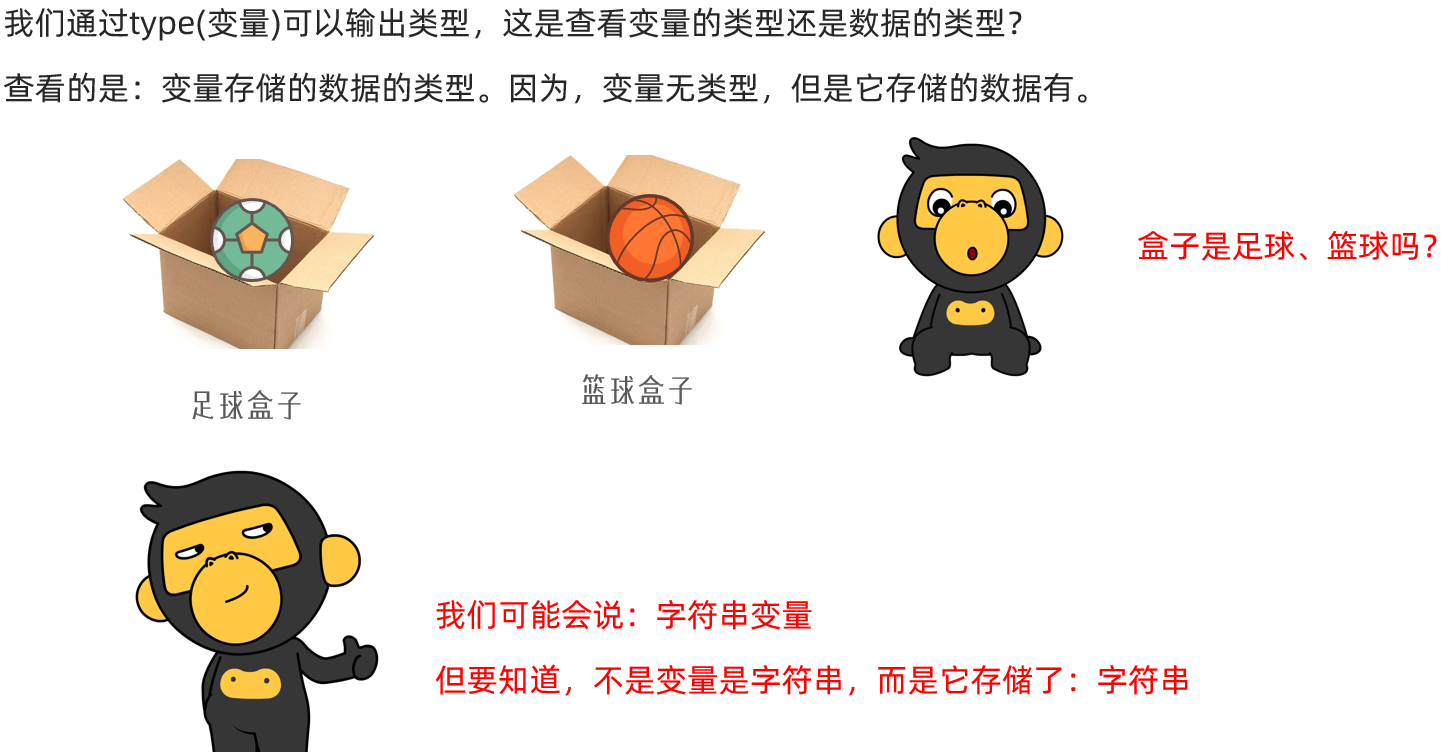 我们通过type(变量)可以输出类型，这是查看变量的类型还是数据的类型？
查看的是：变量存储的数据的类型。因为，变量无类型，但是它存储的数据有。
盒子是足球、篮球吗？
足球盒子
篮球盒子
我们可能会说：字符串变量
但要知道，不是变量是字符串，而是它存储了：字符串